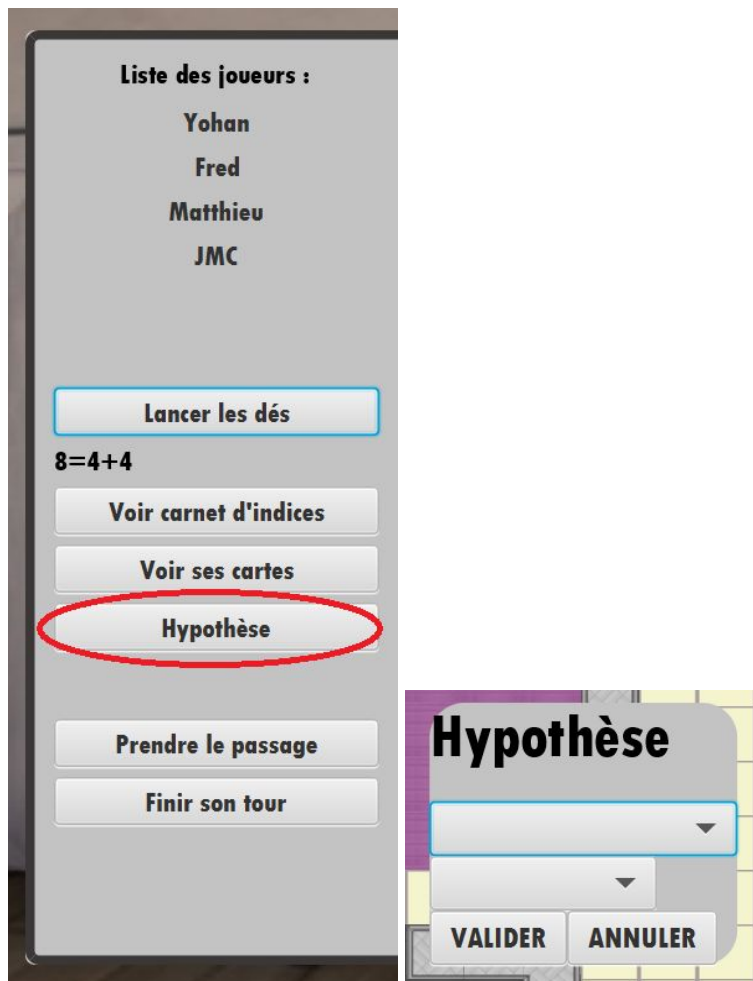 Liste des joueurs :
Yohan
Fred
Matthieu
JMC
Lancer les dés
8=4+4
Voir carnet d'indices
Voir ses cartes
Hypothèse
Prendre le passage
Finir son tour
Hypothèse
VALIDER ANNULER